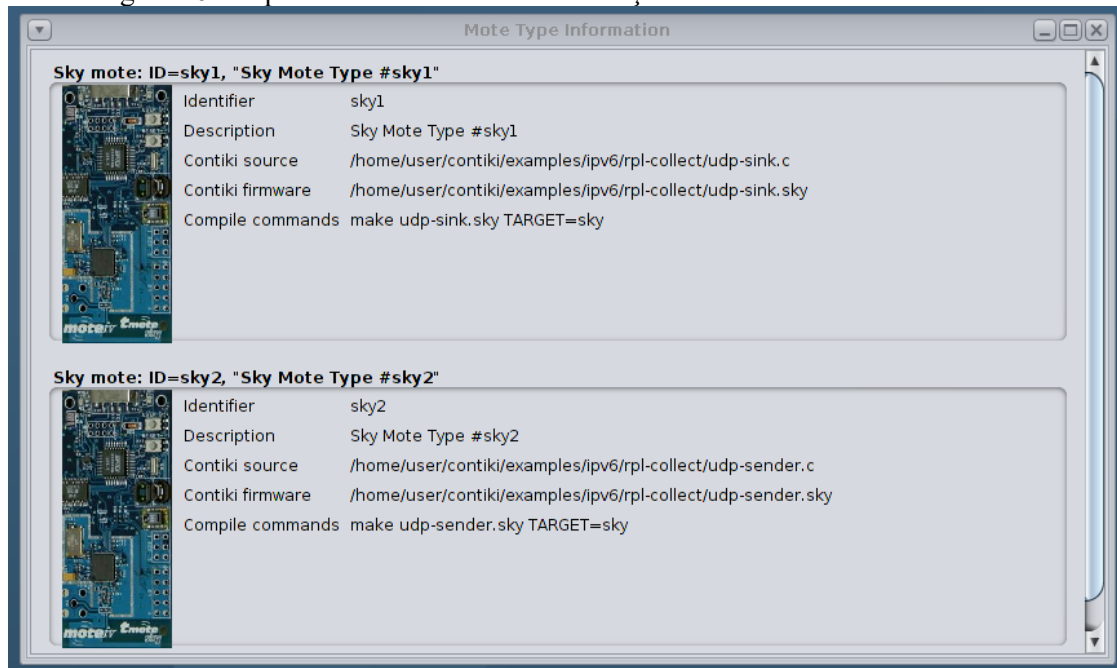 Mote Type Information
Sky mote: ID=sky1, "Sky Mote Type #sky1"
Identifier sky1
Description Sky Mote Type #sky1
Contiki source /home/user/contiki/examples/ipv6/rpl-collect/udp-sink.c
Contiki firmware /home/user/contiki/examples/ipv6/rpl-collect/udp-sink.sky
Compile commands make udp-sink.sky TARGET=sky
moteiv tmote
Sky mote: ID=sky2, "Sky Mote Type #sky2"
Identifier sky2
Description Sky Mote Type #sky2
Contiki source /home/user/contiki/examples/ipv6/rpl-collect/udp-sender.c
Contiki firmware /home/user/contiki/examples/ipv6/rpl-collect/udp-sender.sky
Compile commands make udp-sender.sky TARGET=sky
moteiv tmote